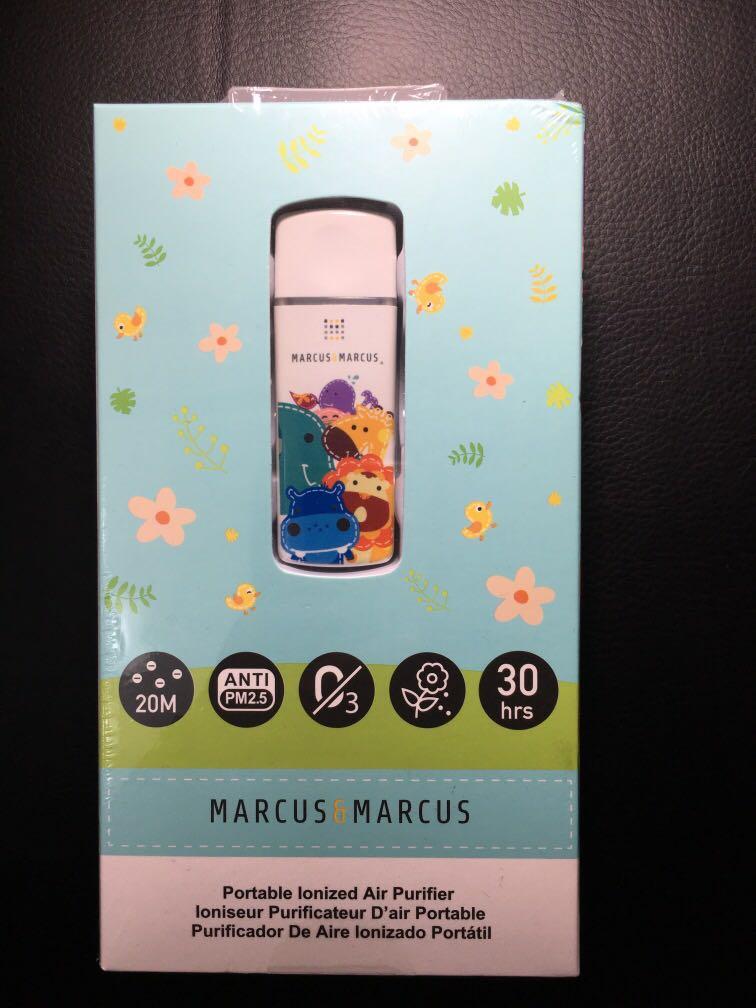 MARCUS&MARCUS
20M
ANTI
PM2.5
O3
30
hrs
MARCUS&MARCUS
Portable Ionized Air Purifier
Ioniseur Purificateur D'air Portable
Purificador De Aire Ionizado Portátil